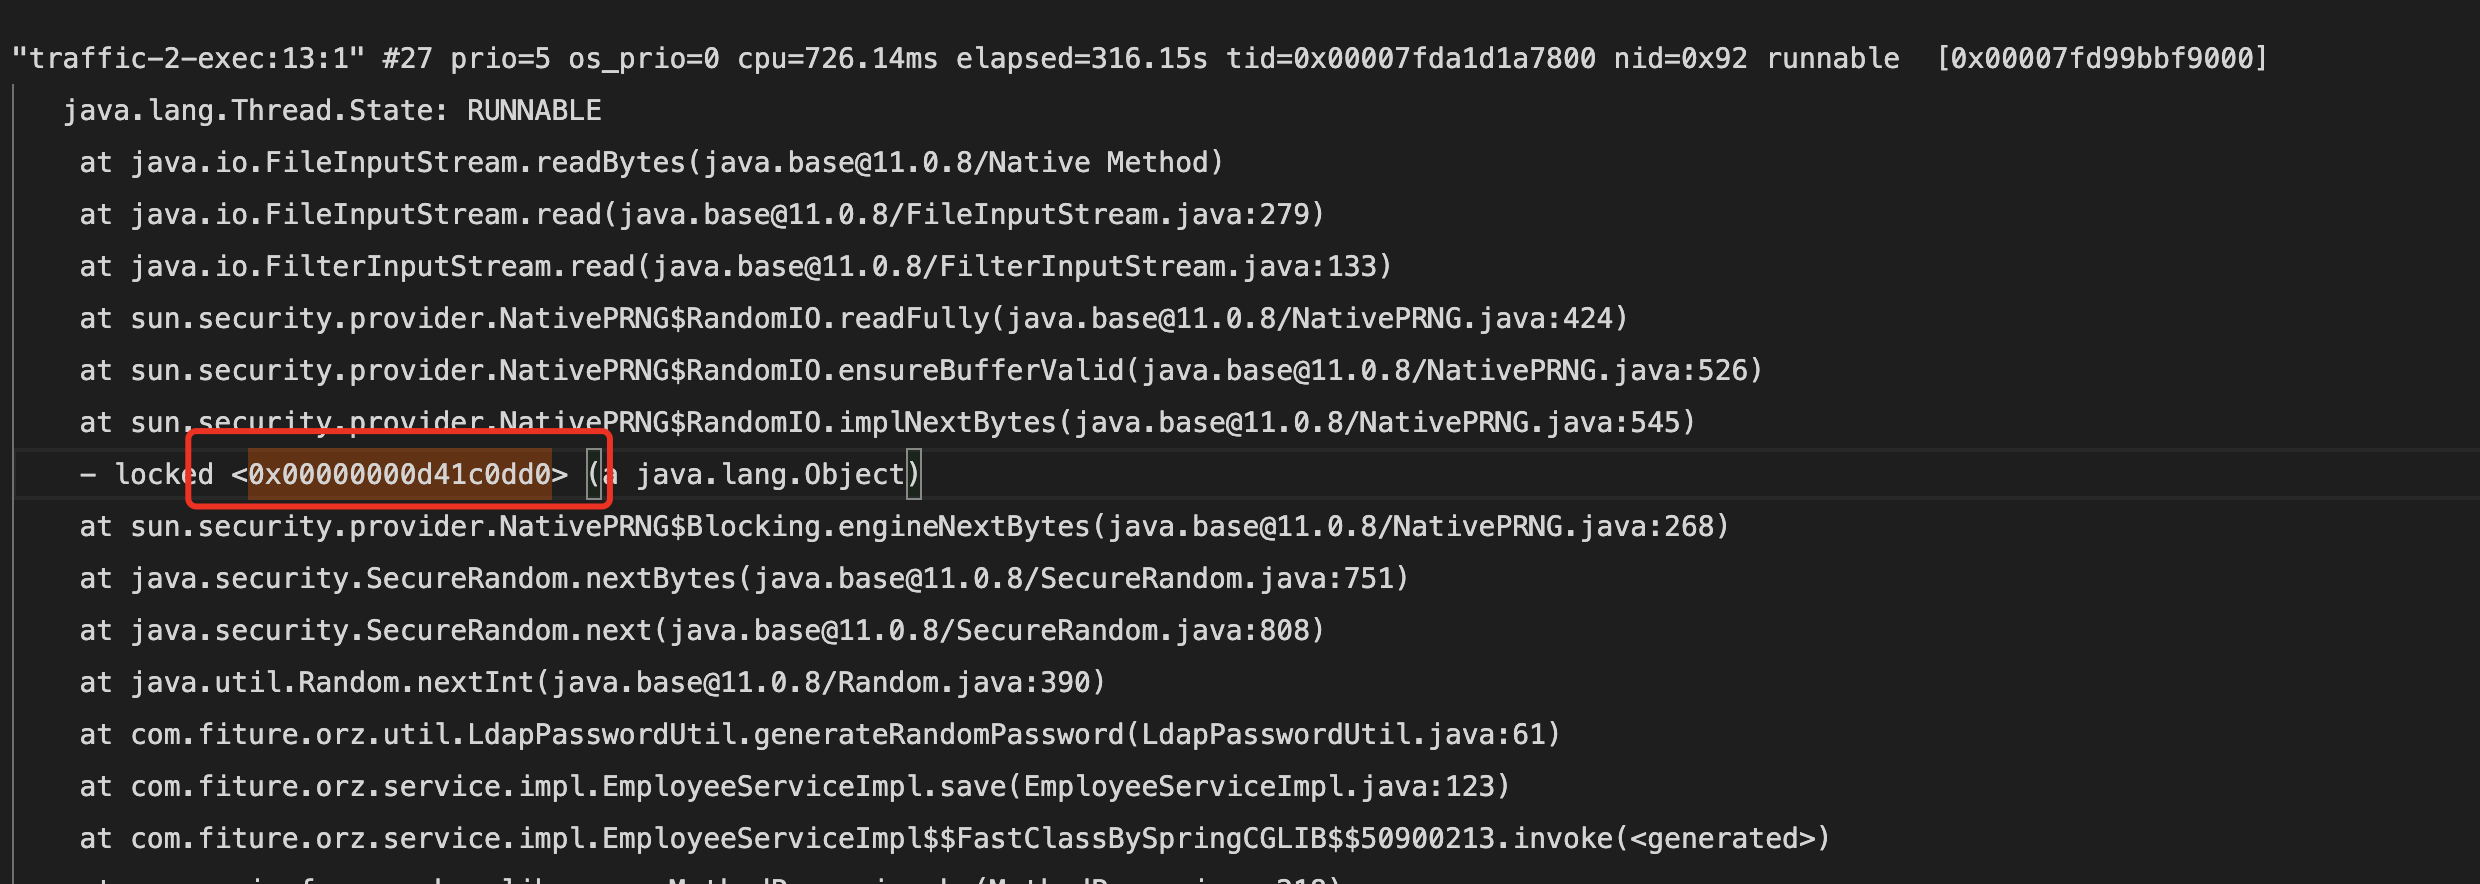 "traffic-2-exec:13:1" #27 prio=5 os_prio=0 cpu=726.14ms elapsed=316.15s tid=0x00007fda1d1a7800 nid=0x92 runnable  [0x00007fd99bbf9000]
java.lang.Thread.State: RUNNABLE
at java.io.FileInputStream.readBytes(java.base@11.0.8/Native Method)
at java.io.FileInputStream.read(java.base@11.0.8/FileInputStream.java:279)
at java.io.FilterInputStream.read(java.base@11.0.8/FilterInputStream.java:133)
at sun.security.provider.NativePRNG$RandomIO.readFully(java.base@11.0.8/NativePRNG.java:424)
at sun.security.provider.NativePRNG$RandomIO.ensureBufferValid(java.base@11.0.8/NativePRNG.java:526)
at sun.security.provider.NativePRNG$RandomIO.implNextBytes(java.base@11.0.8/NativePRNG.java:545)
- locked <0x00000000d41c0dd0> (a java.lang.Object)
at sun.security.provider.NativePRNG$Blocking.engineNextBytes(java.base@11.0.8/NativePRNG.java:268)
at java.security.SecureRandom.nextBytes(java.base@11.0.8/SecureRandom.java:751)
at java.security.SecureRandom.next(java.base@11.0.8/SecureRandom.java:808)
at java.util.Random.nextInt(java.base@11.0.8/Random.java:390)
at com.fiture.orz.util.LdapPasswordUtil.generateRandomPassword(LdapPasswordUtil.java:61)
at com.fiture.orz.service.impl.EmployeeServiceImpl.save(EmployeeServiceImpl.java:123)
at com.fiture.orz.service.impl.EmployeeServiceImpl$$FastClassBySpringCGLIB$$50900213.invoke(<generated>)